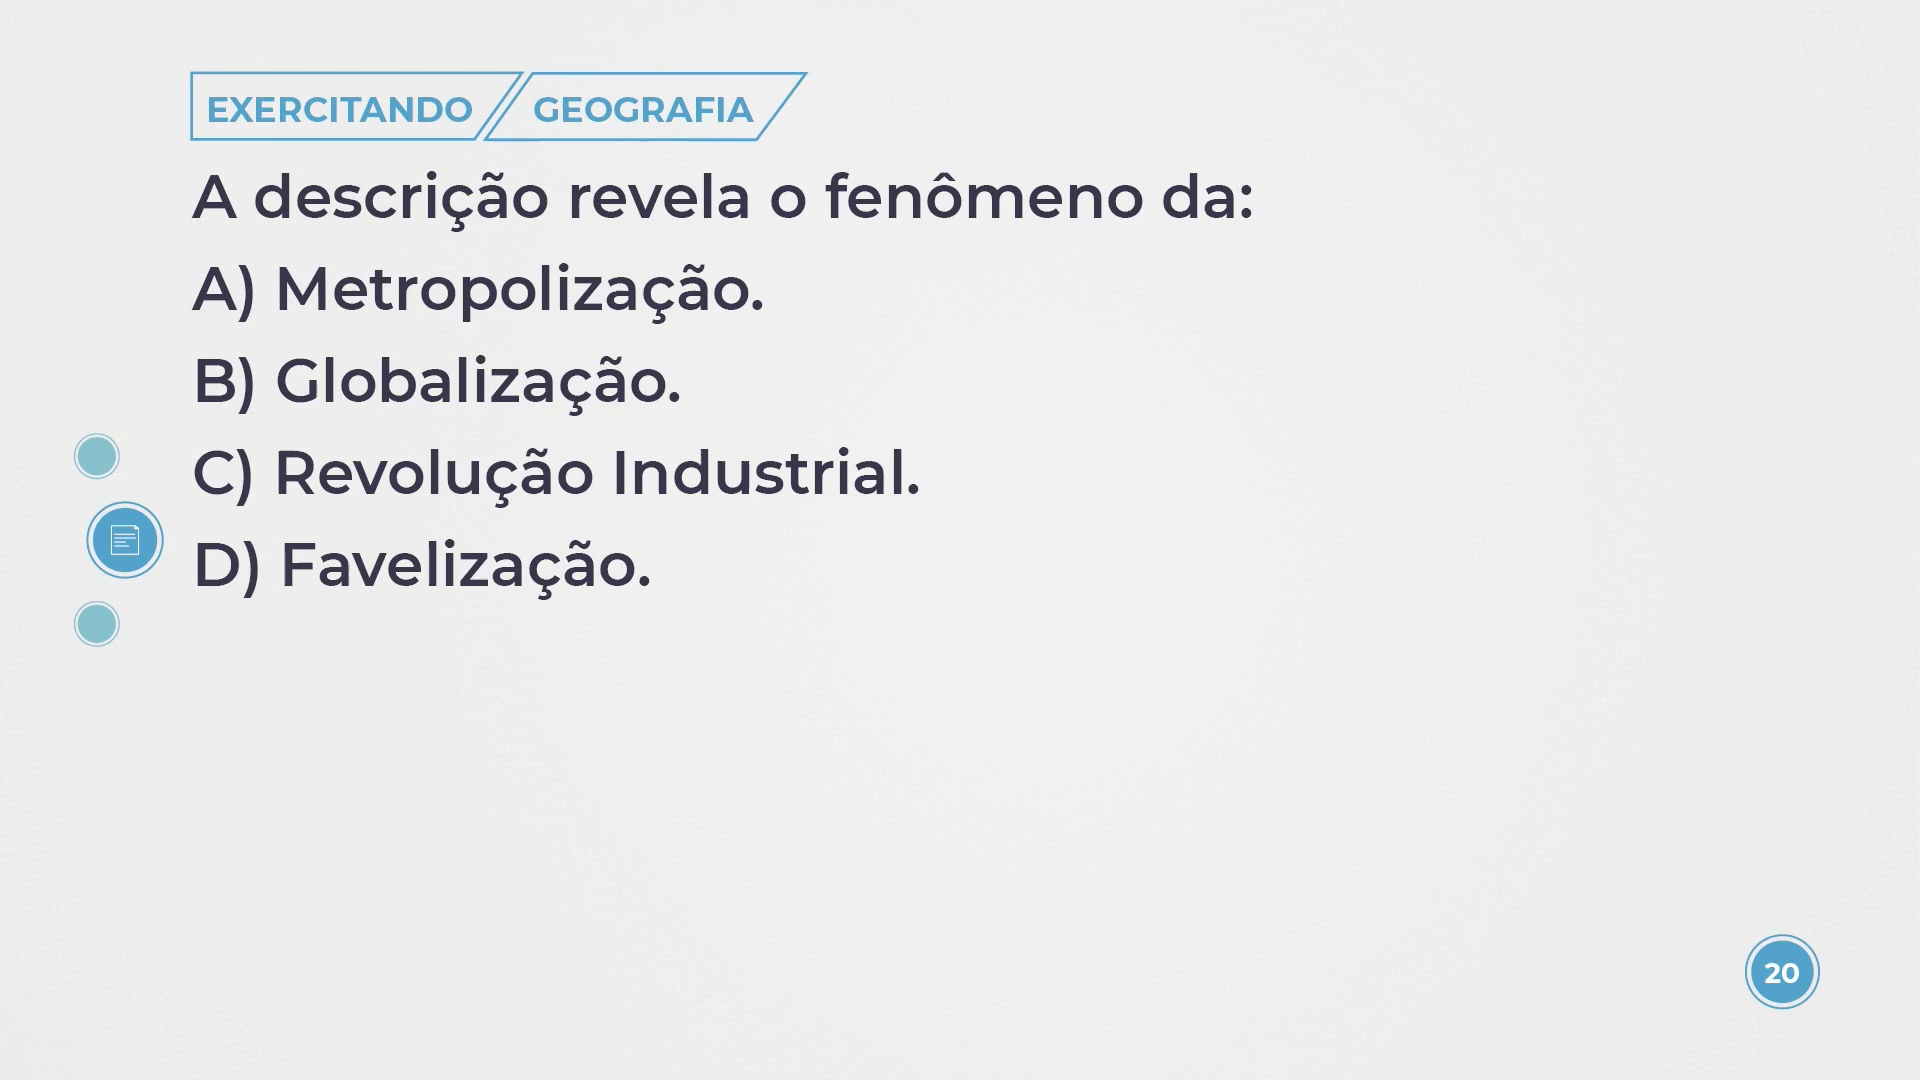 EXERCITANDO GEOGRAFIA
A descrição revela o fenômeno da:
A) Metropolização.
B) Globalização.
C) Revolução Industrial.
D) Favelização.
20